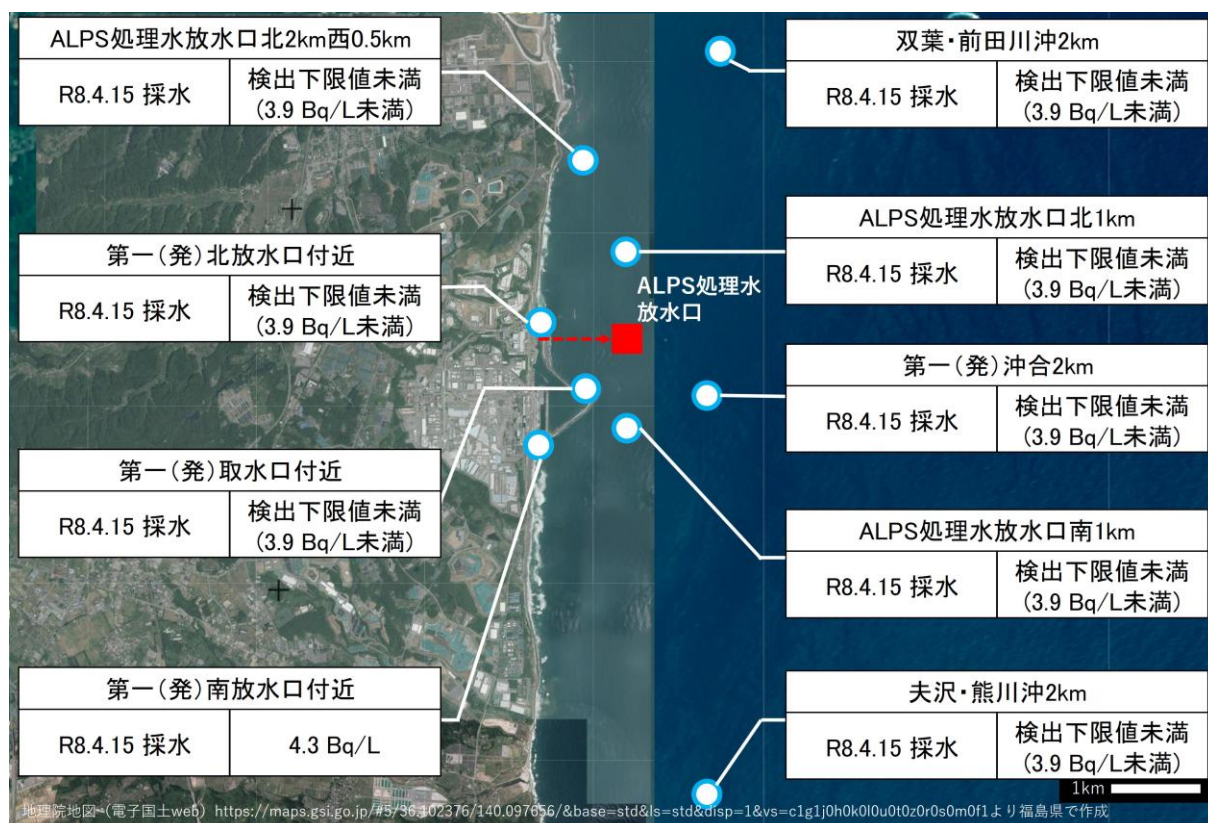 ALPS処理水放水口北2km西0.5km
R8.4.15 採水
検出下限値未満
(3.9 Bq/L未満)
第一(発)北放水口付近
R8.4.15 採水
検出下限値未満
(3.9 Bq/L未満)
第一(発)取水口付近
R8.4.15 採水
検出下限値未満
(3.9 Bq/L未満)
第一(発)南放水口付近
R8.4.15 採水
4.3 Bq/L
ALPS処理水
放水口
双葉・前田川沖2km
R8.4.15 採水
検出下限値未満
(3.9 Bq/L未満)
ALPS処理水放水口北1km
R8.4.15 採水
検出下限値未満
(3.9 Bq/L未満)
第一(発)沖合2km
R8.4.15 採水
検出下限値未満
(3.9 Bq/L未満)
ALPS処理水放水口南1km
R8.4.15 採水
検出下限値未満
(3.9 Bq/L未満)
夫沢・熊川沖2km
R8.4.15 採水
検出下限値未満
(3.9 Bq/L未満)
1km
地理院地図 (電子国土web) https://maps.gsi.go.jp/#5/36.102376/140.097656/&base=std&ls=std&disp=1&vs=c1g1j0h0k0l0u0t0z0r0s0m0f1より福島県で作成